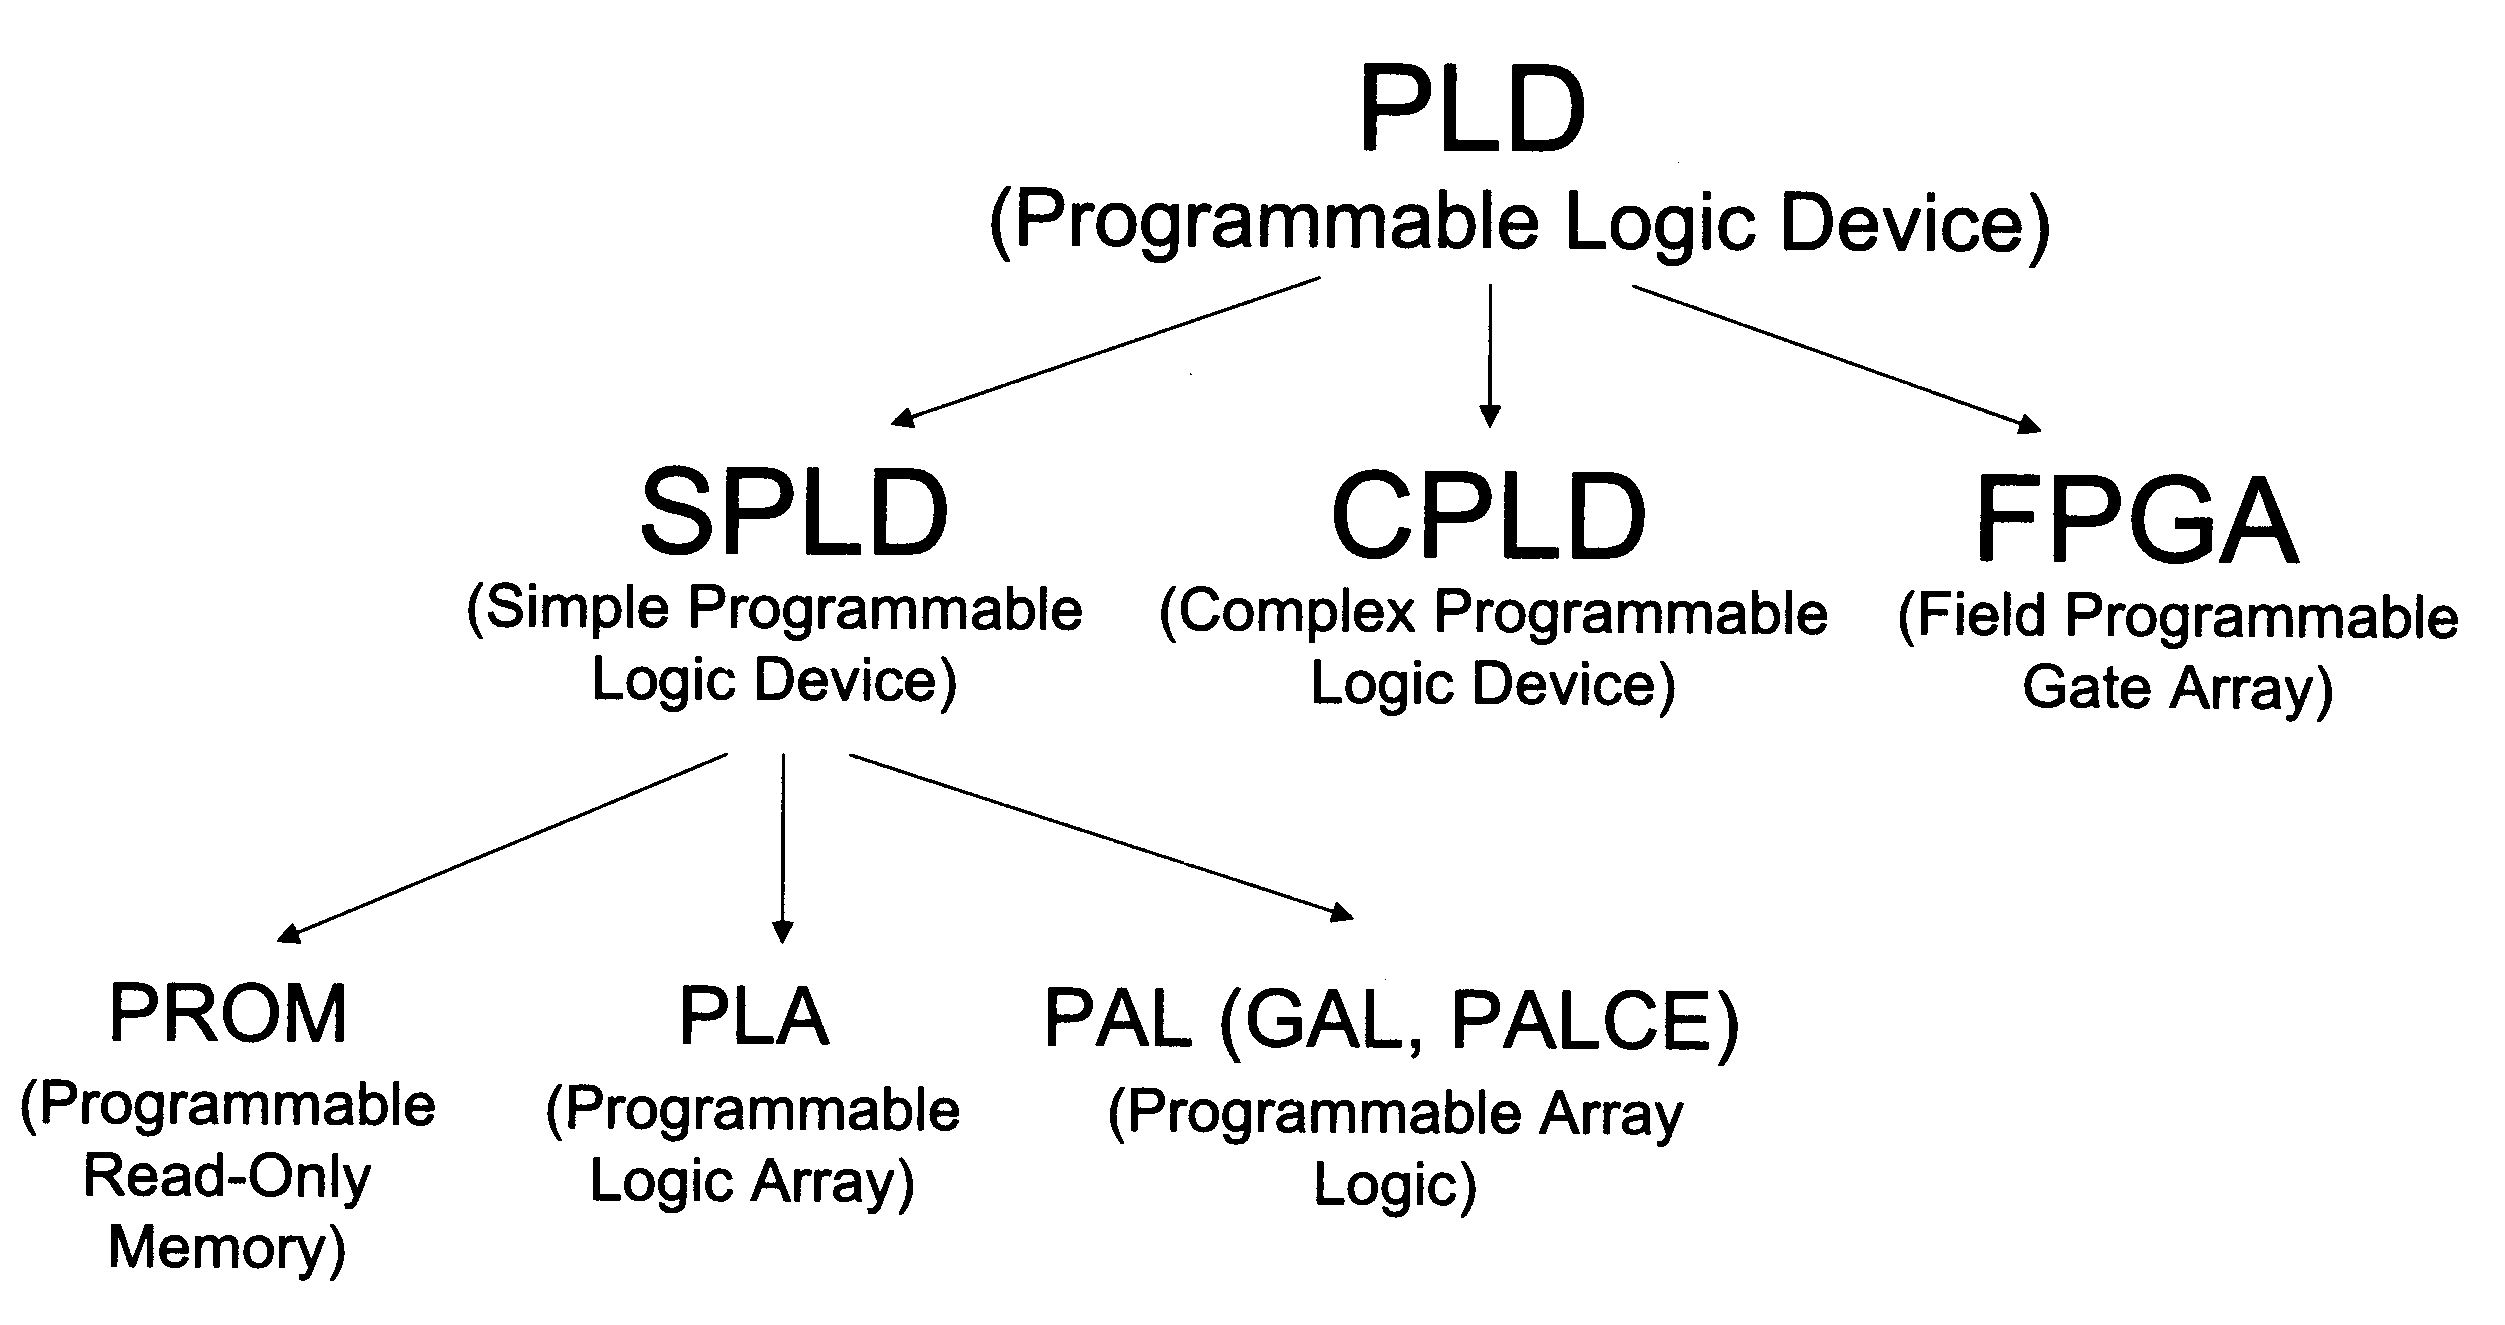 PLD
(Programmable Logic Device)
SPLD
(Simple Programmable
Logic Device)
CPLD
(Complex Programmable
Logic Device)
FPGA
(Field Programmable
Gate Array)
PROM
(Programmable
Read-Only
Memory)
PLA
(Programmable
Logic Array)
PAL (GAL, PALCE)
(Programmable Array
Logic)